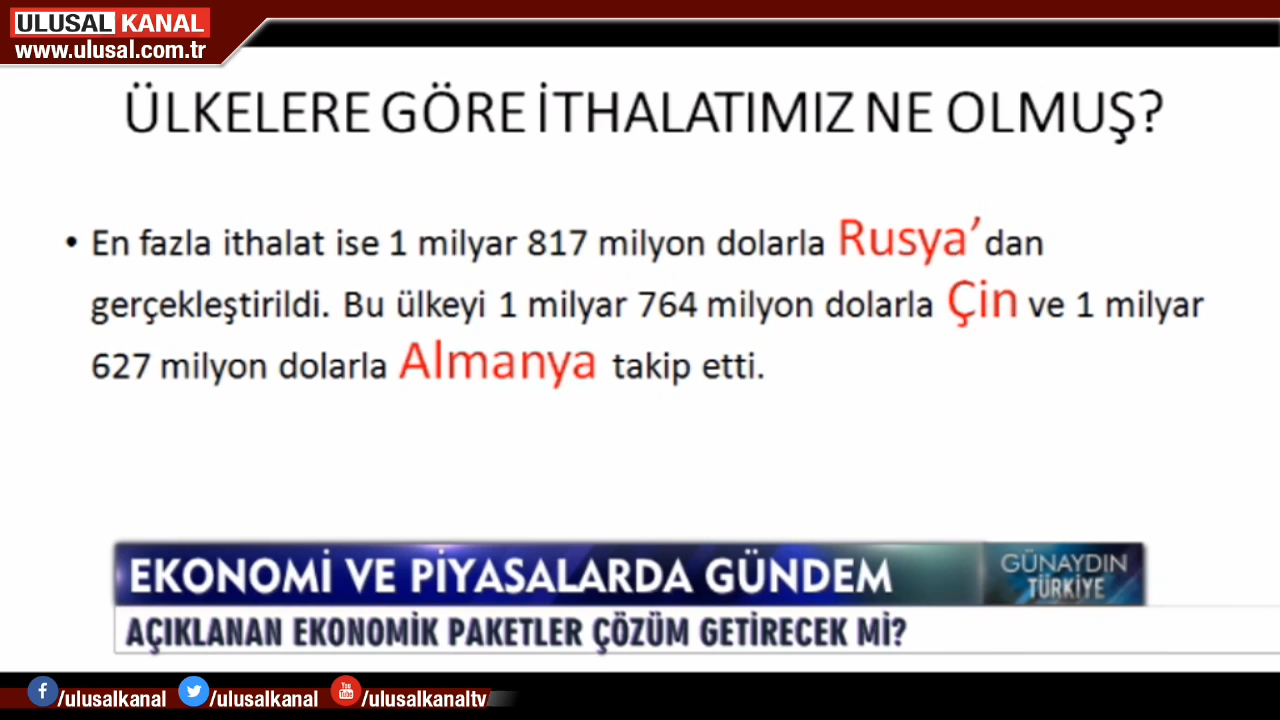 ULUSAL KANAL
www.ulusal.com.tr
ÜLKELERE GÖRE İTHALATIMIZ NE OLMUŞ?
• En fazla ithalat ise 1 milyar 817 milyon dolarla Rusya’dan
gerçekleştirildi. Bu ülkeyi 1 milyar 764 milyon dolarla Çin ve 1 milyar
627 milyon dolarla Almanya takip etti.
EKONOMİ VE PİYASALARDA GÜNDEM
GÜNAYDIN
TÜRKİYE
AÇIKLANAN EKONOMİK PAKETLER ÇÖZÜM GETİRECEK Mİ?
/ulusalkanal /ulusalkanal You Tube /ulusalkanaltv